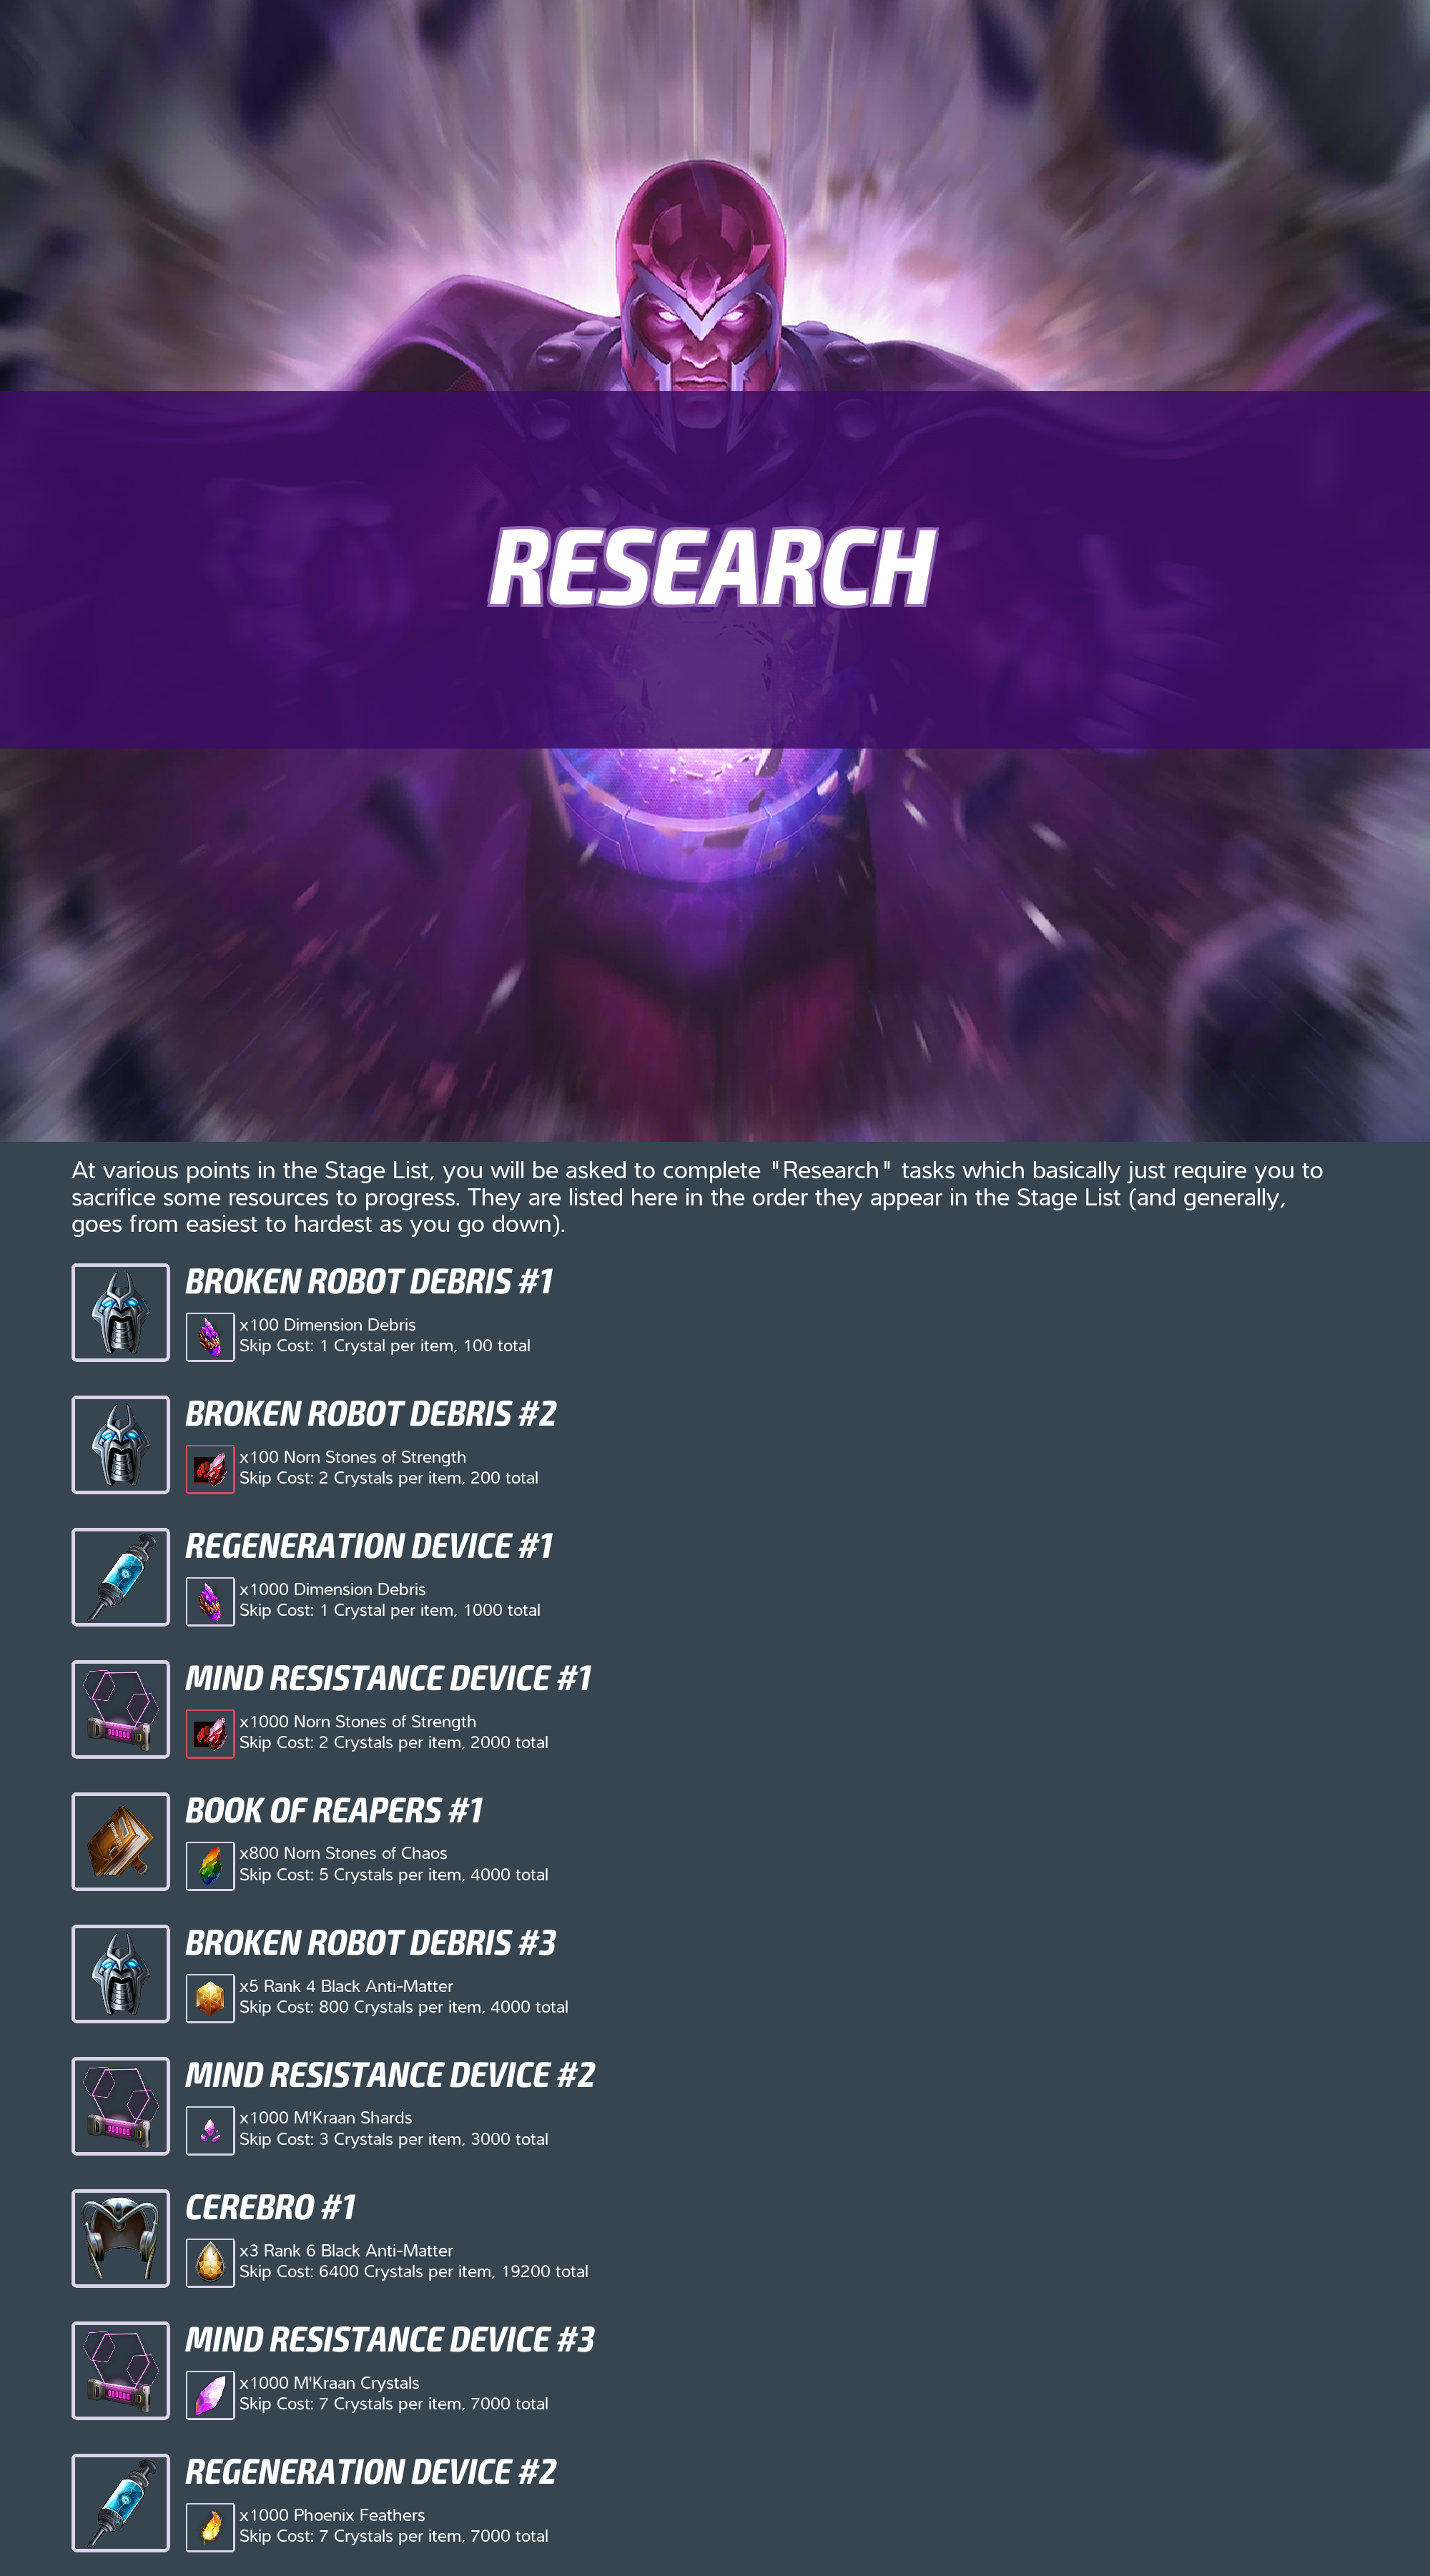 RESEARCH
At various points in the Stage List, you will be asked to complete "Research" tasks which basically just require you to
sacrifice some resources to progress. They are listed here in the order they appear in the Stage List (and generally,
goes from easiest to hardest as you go down).
BROKEN ROBOT DEBRIS #1
x100 Dimension Debris
Skip Cost: 1 Crystal per item, 100 total
BROKEN ROBOT DEBRIS #2
x100 Norn Stones of Strength
Skip Cost: 2 Crystals per item, 200 total
REGENERATION DEVICE #1
x1000 Dimension Debris
Skip Cost: 1 Crystal per item, 1000 total
MIND RESISTANCE DEVICE #1
x1000 Norn Stones of Strength
Skip Cost: 2 Crystals per item, 2000 total
BOOK OF REAPERS #1
x800 Norn Stones of Chaos
Skip Cost: 5 Crystals per item, 4000 total
BROKEN ROBOT DEBRIS #3
x5 Rank 4 Black Anti-Matter
Skip Cost: 800 Crystals per item, 4000 total
MIND RESISTANCE DEVICE #2
x1000 M'Kraan Shards
Skip Cost: 3 Crystals per item, 3000 total
CEREBRO #1
x3 Rank 6 Black Anti-Matter
Skip Cost: 6400 Crystals per item, 19200 total
MIND RESISTANCE DEVICE #3
x1000 M'Kraan Crystals
Skip Cost: 7 Crystals per item, 7000 total
REGENERATION DEVICE #2
x1000 Phoenix Feathers
Skip Cost: 7 Crystals per item, 7000 total